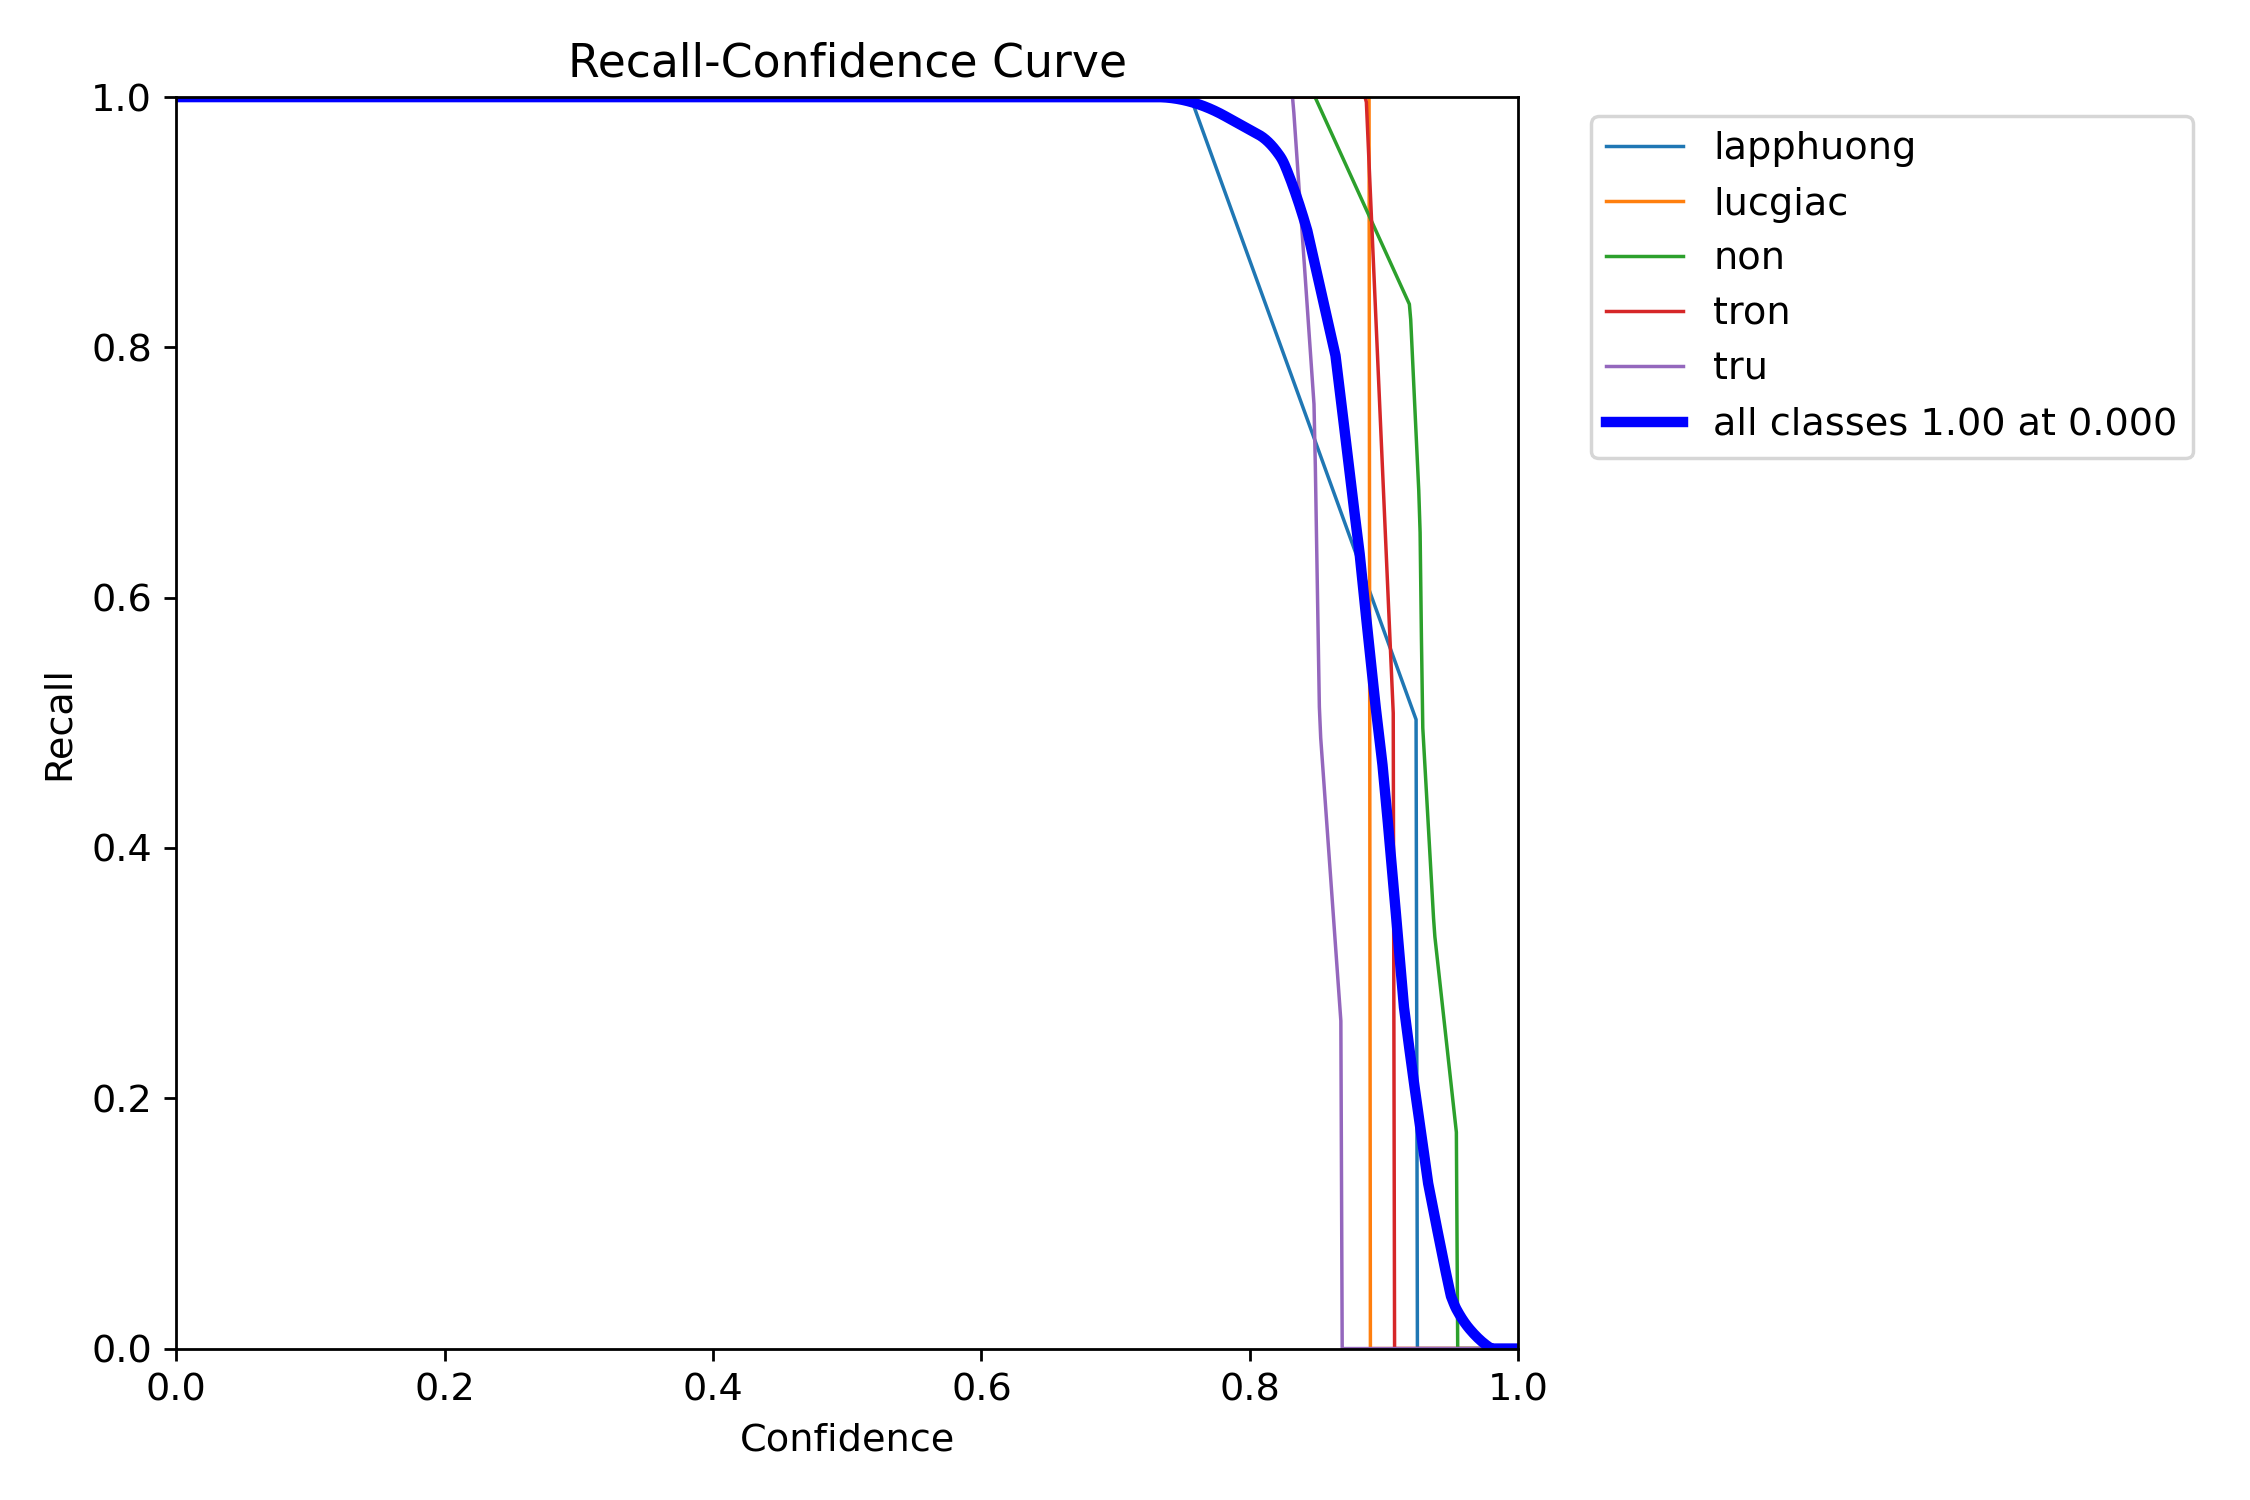 Recall-Confidence Curve
1.0
0.8
0.6
0.4
0.2
0.0
Recall
0.0 0.2 0.4 0.6 0.8 1.0
Confidence
lapphuong
lucgiac
non
tron
tru
all classes 1.00 at 0.000